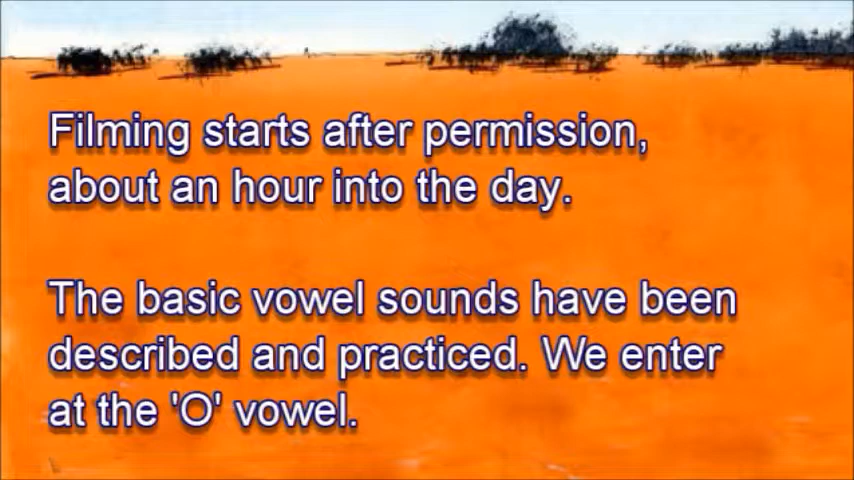 Filming starts after permission,
about an hour into the day.
The basic vowel sounds have been
described and practiced. We enter
at the 'O' vowel.